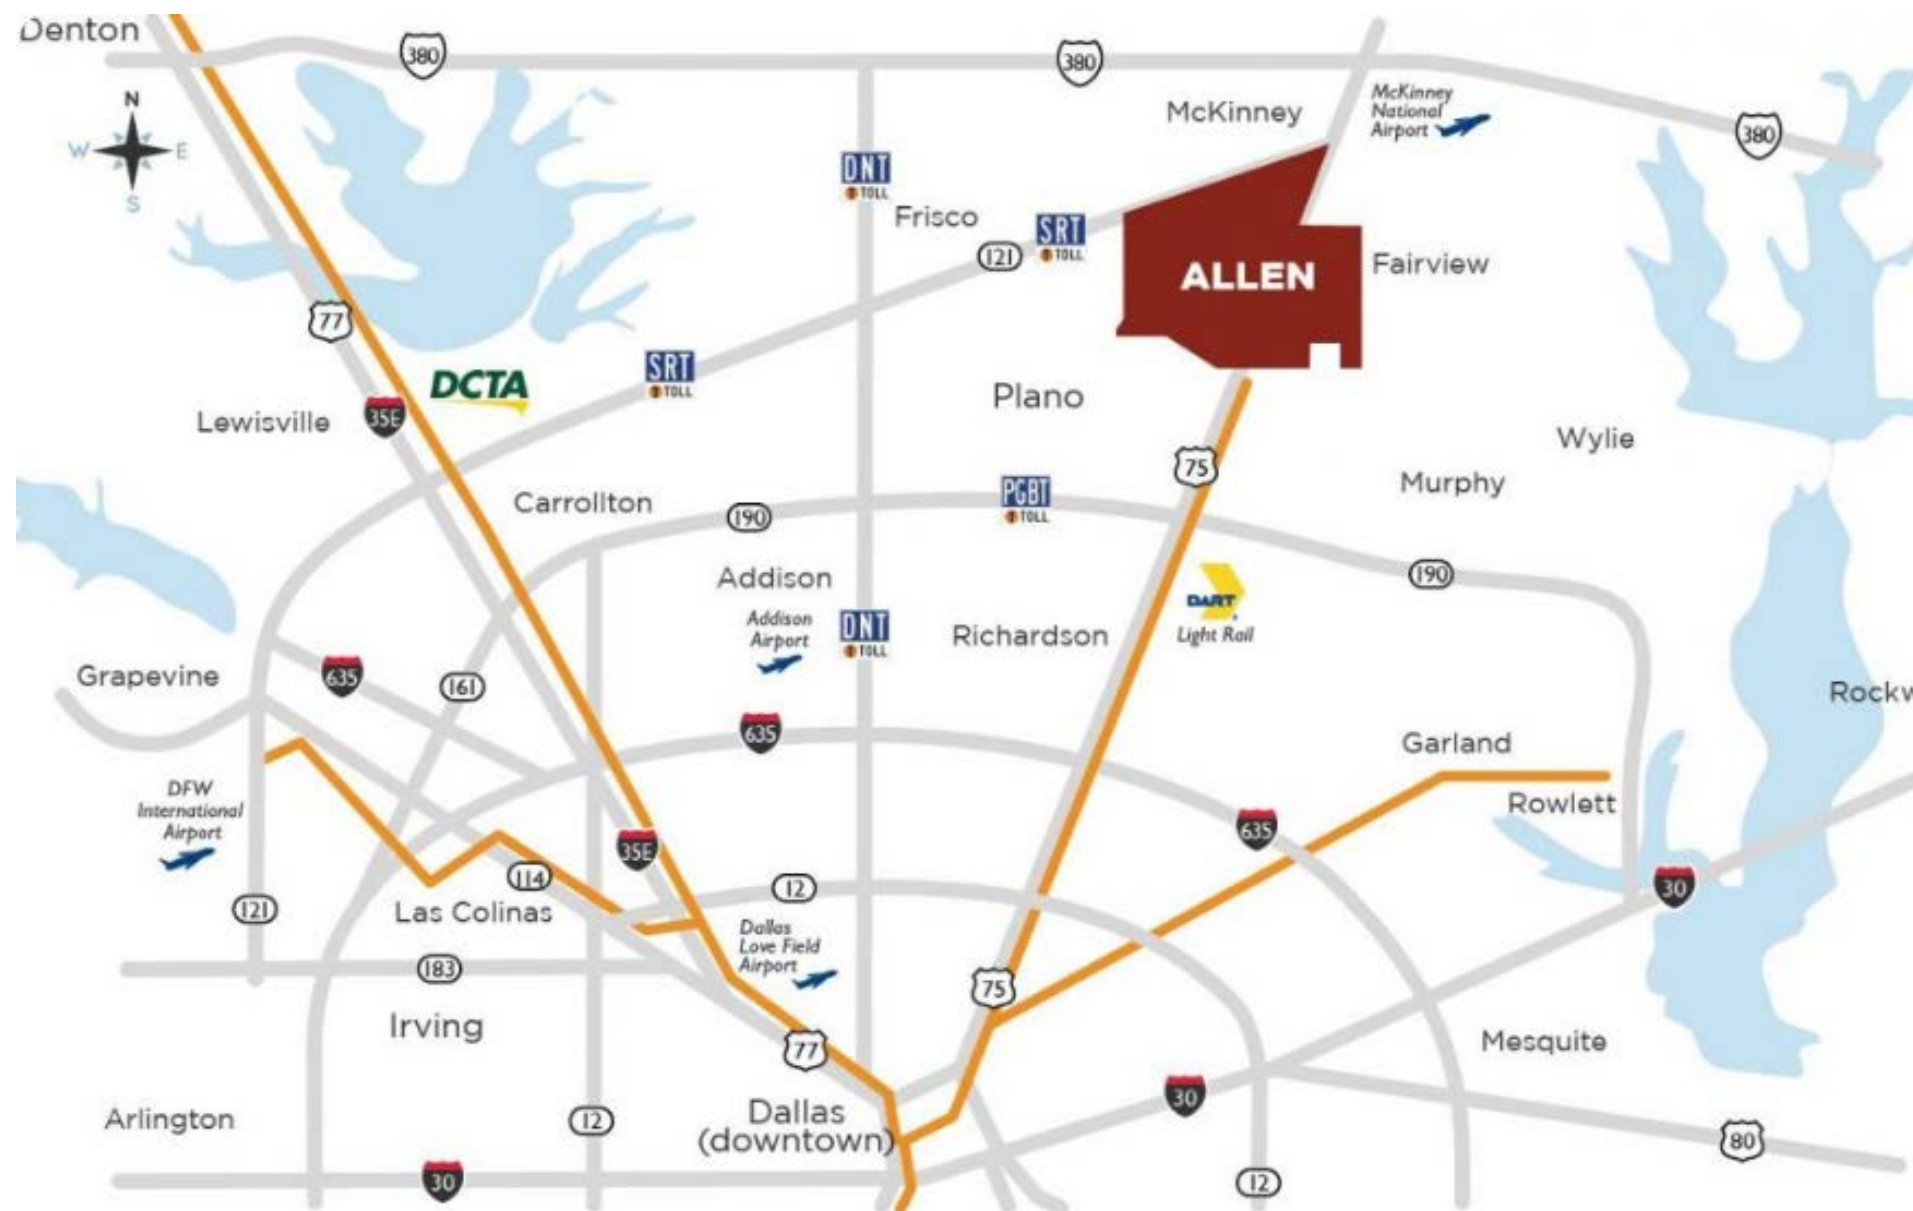 Denton
380
380
McKinney
McKinney
National
Airport
380
N
W
E
S
DNT
TOLL
Frisco
SRT
TOLL
121
ALLEN
Fairview
77
SRT
TOLL
DCTA
35E
Lewisville
Plano
Wylie
75
Murphy
Carrollton
190
PGBT
TOLL
Addison
190
DART
Light Rail
Addison
Airport
DNT
TOLL
Richardson
Grapevine
635
161
Rockw
635
Garland
DFW
International
Airport
Rowlett
635
35E
114
12
30
121
Las Colinas
Dallas
Love Field
Airport
183
75
Irving
77
Mesquite
30
Arlington
12
Dallas
(downtown)
80
30
12